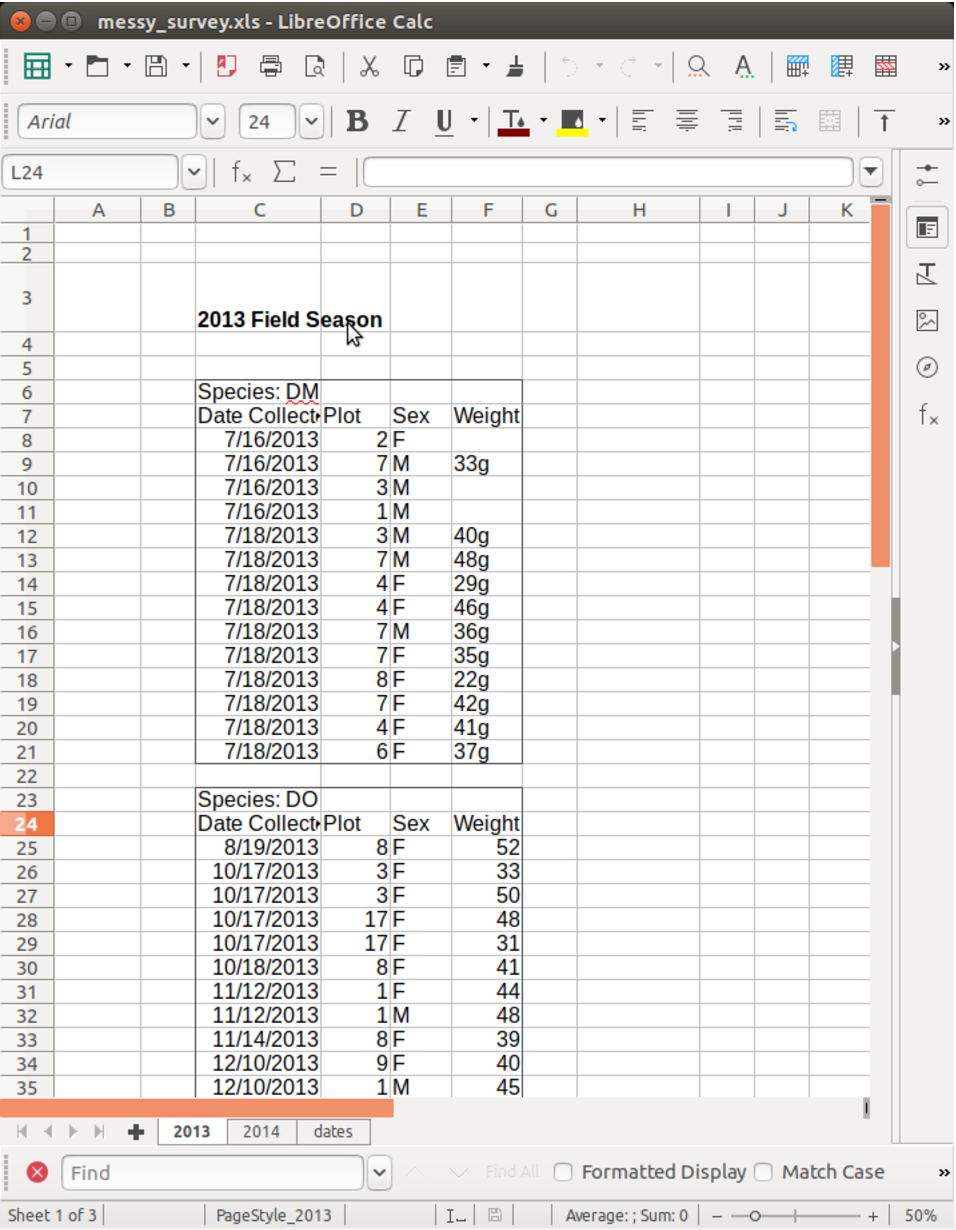 messy_survey.xls - LibreOffice Calc
Arial 24 B I U
L24 fx Σ =
A B C D E F G H I J K
1
2
3 2013 Field Season
4
5
6 Species: DM
7 Date Collect Plot Sex Weight
8 7/16/2013 2 F
9 7/16/2013 7 M 33g
10 7/16/2013 3 M
11 7/16/2013 1 M
12 7/18/2013 3 M 40g
13 7/18/2013 7 M 48g
14 7/18/2013 4 F 29g
15 7/18/2013 4 F 46g
16 7/18/2013 7 M 36g
17 7/18/2013 7 F 35g
18 7/18/2013 8 F 22g
19 7/18/2013 7 F 42g
20 7/18/2013 4 F 41g
21 7/18/2013 6 F 37g
22
23 Species: DO
24 Date Collect Plot Sex Weight
25 8/19/2013 8 F 52
26 10/17/2013 3 F 33
27 10/17/2013 3 F 50
28 10/17/2013 17 F 48
29 10/17/2013 17 F 31
30 10/18/2013 8 F 41
31 11/12/2013 1 F 44
32 11/12/2013 1 M 48
33 11/14/2013 8 F 39
34 12/10/2013 9 F 40
35 12/10/2013 1 M 45
2013 2014 dates
Find Find All Formatted Display Match Case »
Sheet 1 of 3 PageStyle_2013 Average: ; Sum: 0 − + 50%